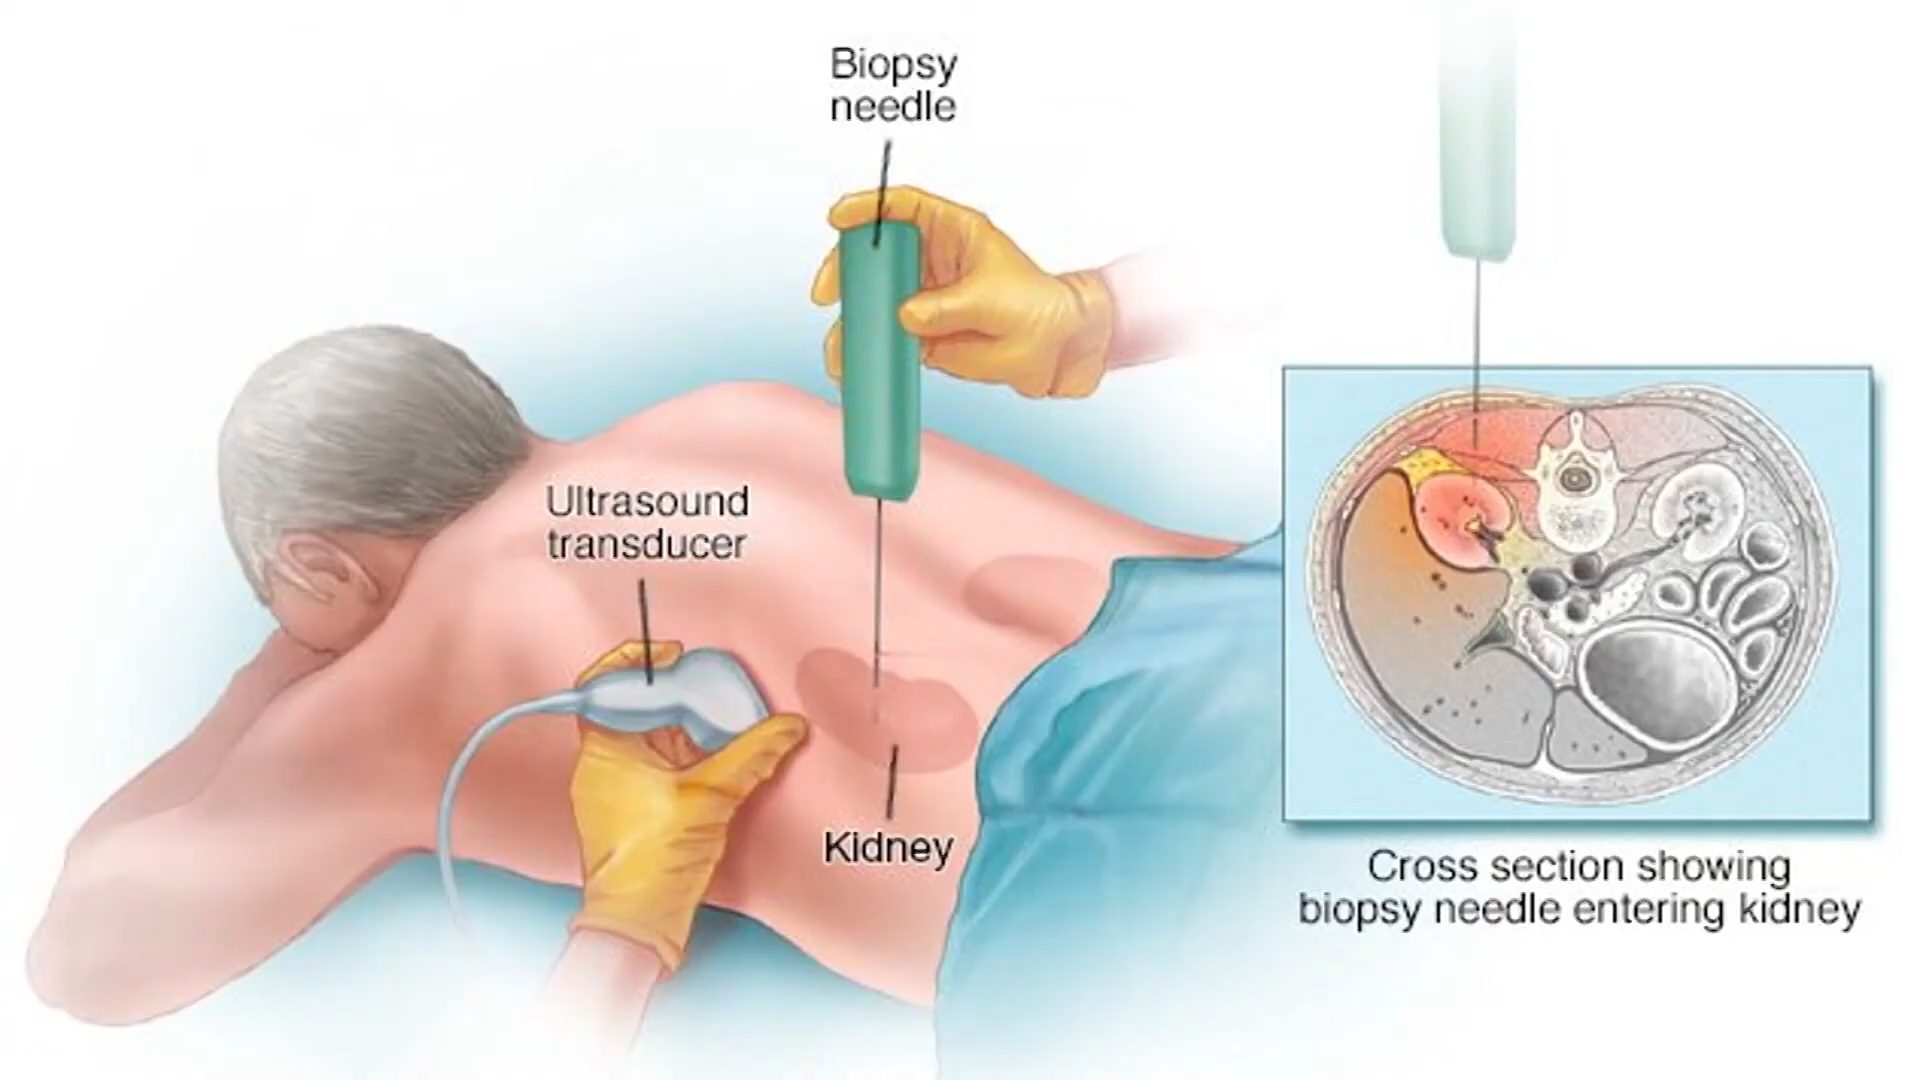 Biopsy
needle
Ultrasound
transducer
Kidney
Cross section showing
biopsy needle entering kidney